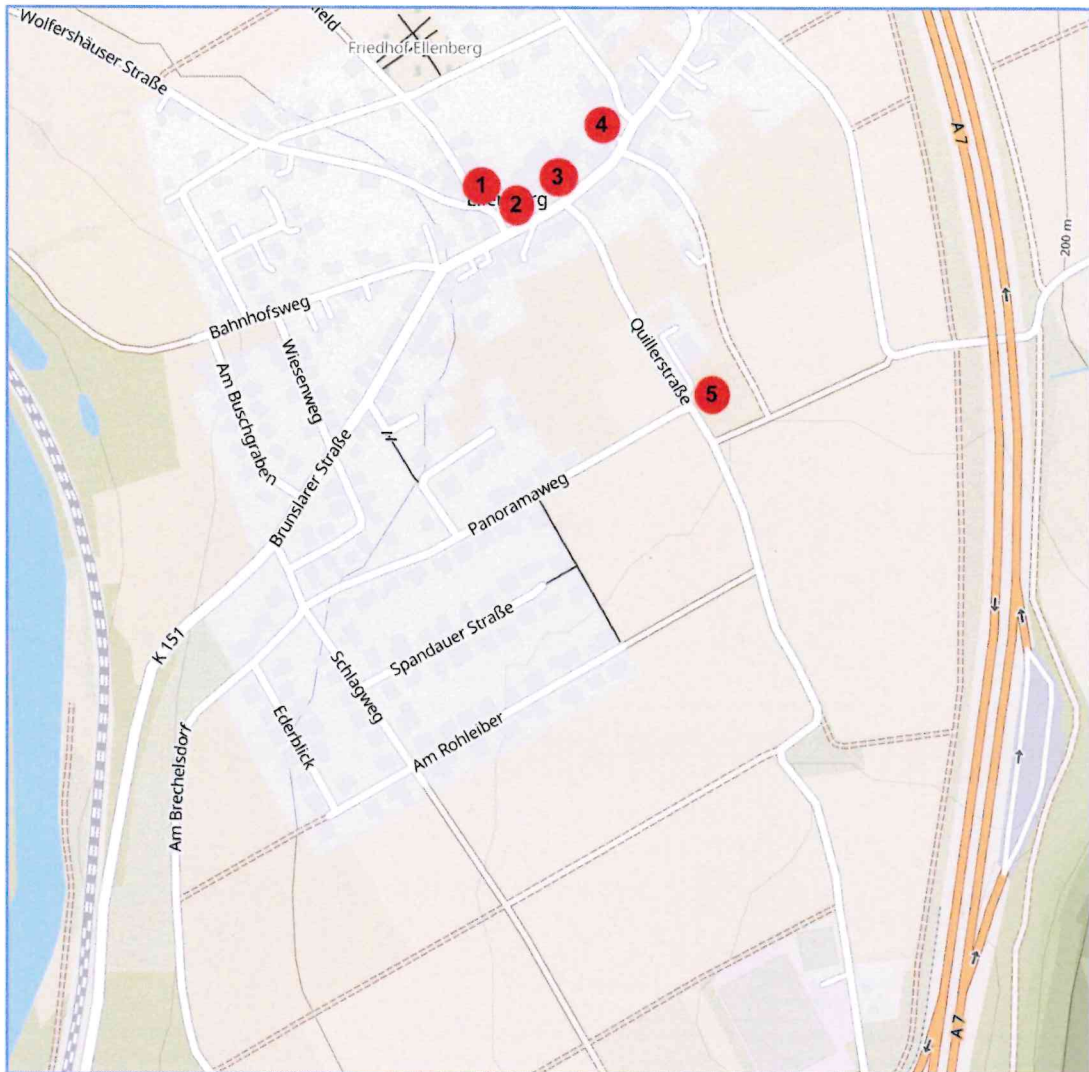 Wolfershäuser Straße
Friedhof Ellenberg
A 7
4
1
3
2
200 m
Bahnhofsweg
Quillerstraße
Wiesenweg
Am Buschgraben
5
Brunslarer Straße
Panoramaweg
K 151
Spandauer Straße
Schlagweg
Ederblick
Am Rohleiber
Am Brechelsdorf
A 7